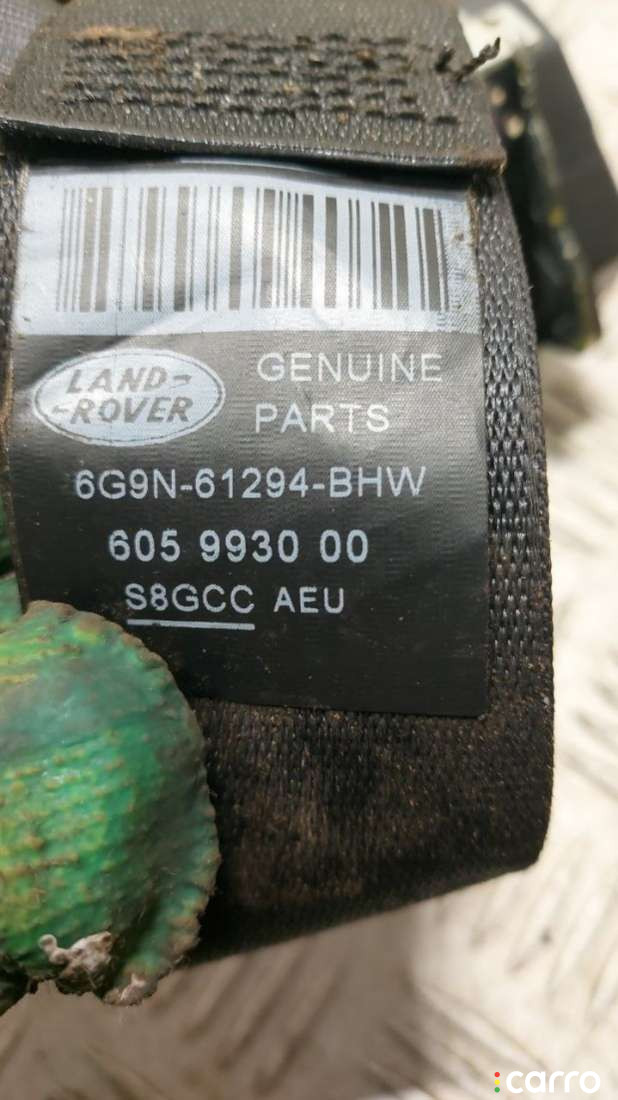 LAND-
-ROVER
GENUINE
PARTS
6G9N-61294-BHW
605 9930 00
S8GCC AEU
carro